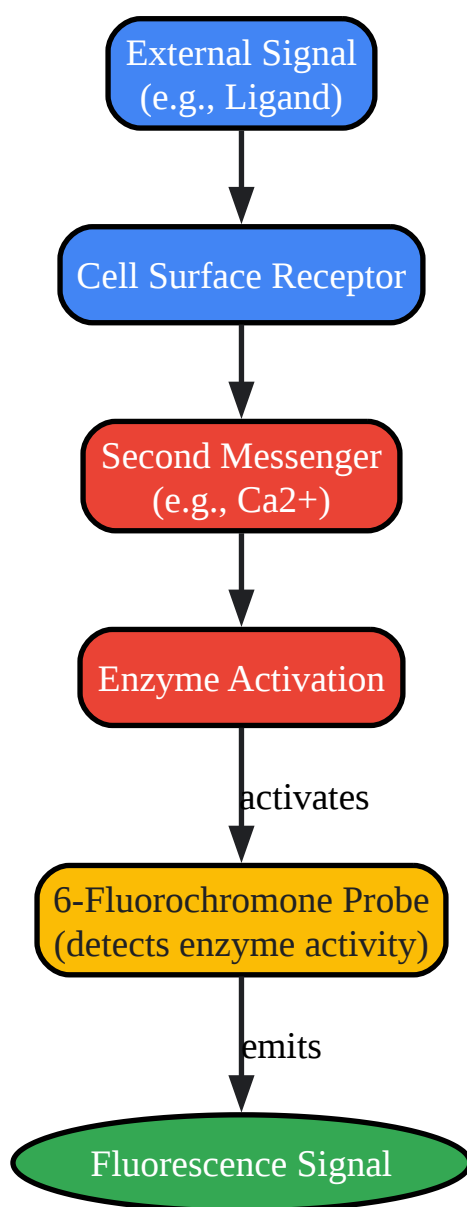 External Signal
(e.g., Ligand)
Cell Surface Receptor
Second Messenger
(e.g., Ca2+)
Enzyme Activation
activates
6-Fluorochromone Probe
(detects enzyme activity)
emits
Fluorescence Signal